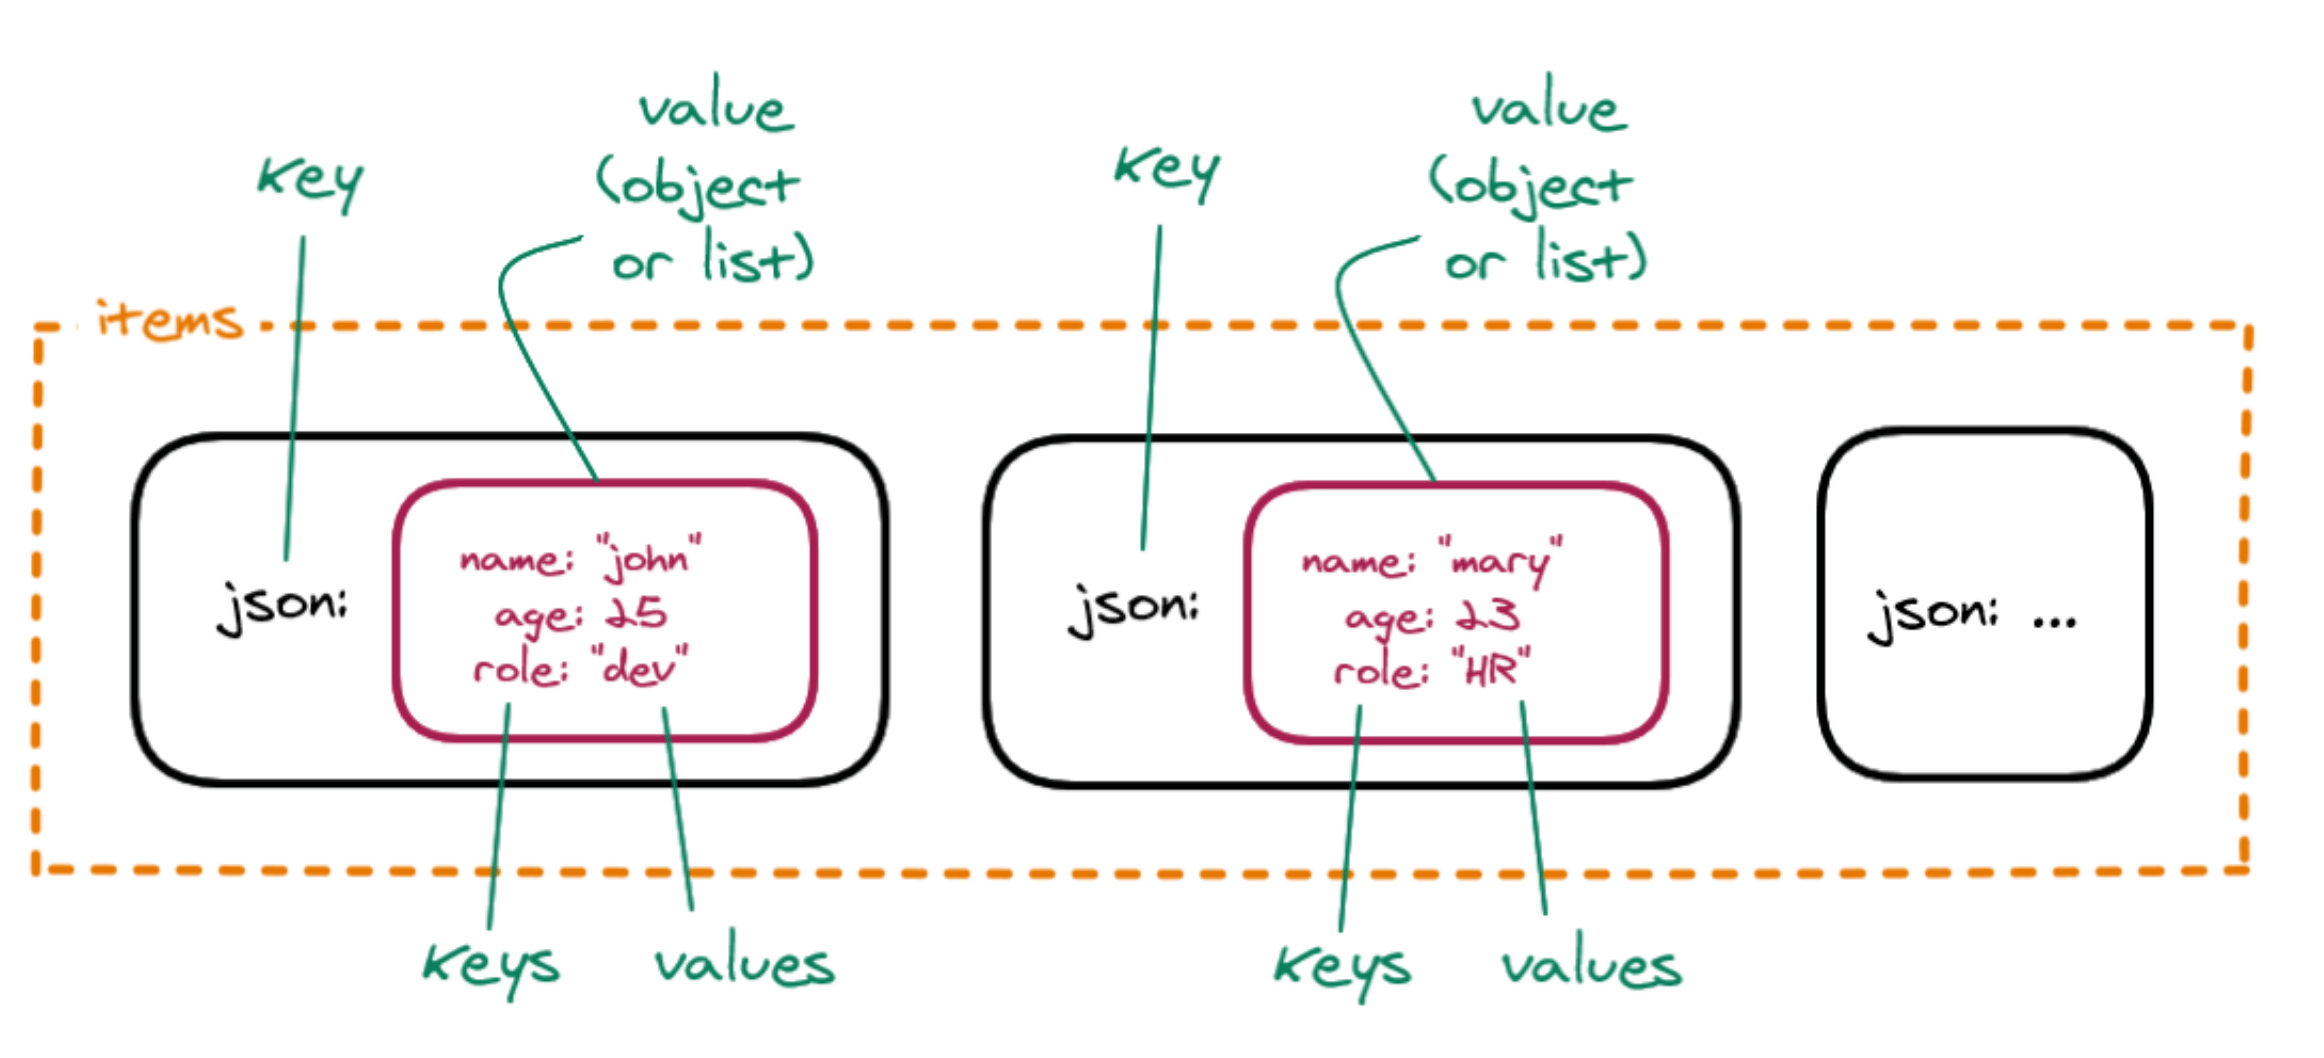 value
(object
or list)
key
value
(object
or list)
key
items
json:
name: "john"
age: 25
role: "dev"
json:
name: "mary"
age: 23
role: "HR"
json: ...
keys
values
keys
values